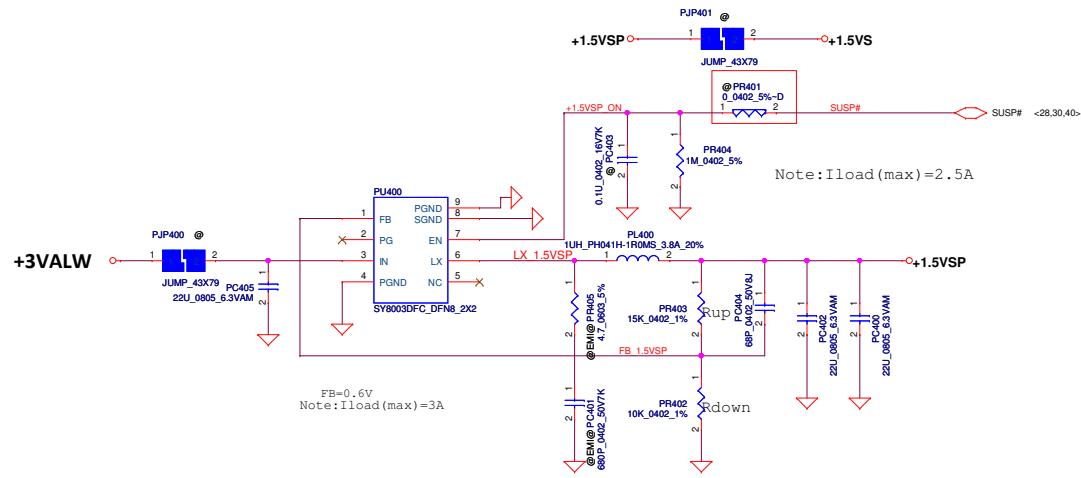 PJP401 @
+1.5VSP 1 2 +1.5VS
JUMP_43X79
@PR401
0_0402_5%~D
+1.5VSP_ON 1 2 SUSP# SUSP# <28,30,40>
0.1U_0402_16V7K
@ PC403
1 2
1 2
PR404
1M_0402_5%
Note:Iload(max)=2.5A
PU400
1 FB PGND 9
SGND 8
2 PG EN 7
3 IN LX 6
4 PGND NC 5
SY8003DFC_DFN8_2X2
PJP400 @
+3VALW 1 2
JUMP_43X79
PC405
22U_0805_6.3VAM
1 2
PL400
1UH_PH041H-1R0MS_3.8A_20%
LX_1.5VSP 1 2 +1.5VSP
@EMI@ PR405
4.7_0603_5%
1 2
PR403
15K_0402_1%
Rup
1 2
PC404
68P_0402_50V8J
1 2
PC402
22U_0805_6.3VAM
1 2
PC400
22U_0805_6.3VAM
1 2
FB_1.5VSP
FB=0.6V
Note:Iload(max)=3A
@EMI@ PC401
680P_0402_50V7K
1 2
PR402
10K_0402_1%
Rdown
1 2